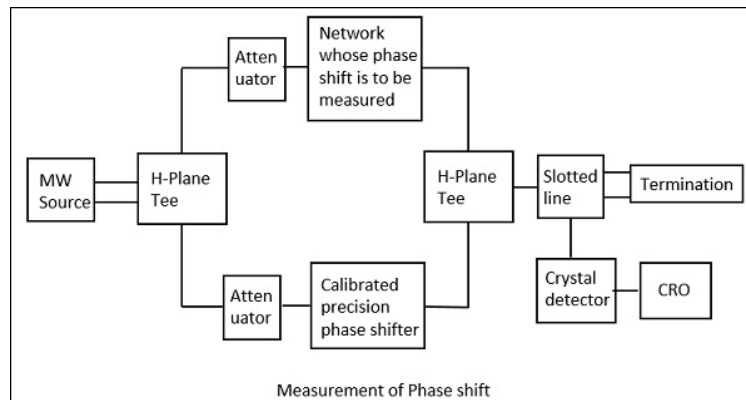 Network
whose phase
shift is to be
measured
Atten
uator
MW
Source
H-Plane
Tee
H-Plane
Tee
Slotted
line
Termination
Atten
uator
Calibrated
precision
phase shifter
Crystal
detector
CRO
Measurement of Phase shift